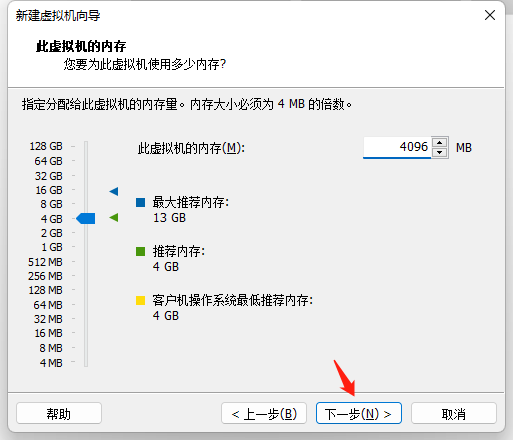 新建虚拟机向导
此虚拟机的内存
您要为此虚拟机使用多少内存?
指定分配给此虚拟机的内存量。内存大小必须为 4 MB 的倍数。
此虚拟机的内存(M):
4096
MB
128 GB
64 GB
32 GB
16 GB
8 GB
4 GB
2 GB
1 GB
512 MB
256 MB
128 MB
64 MB
32 MB
16 MB
8 MB
4 MB
最大推荐内存:
13 GB
推荐内存:
4 GB
客户机操作系统最低推荐内存:
4 GB
帮助
< 上一步(B)
下一步(N) >
取消